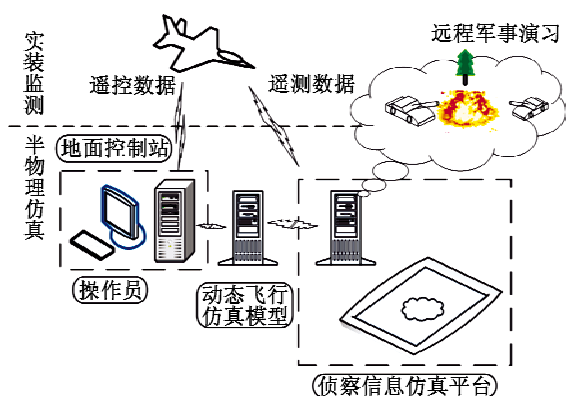 远程军事演习
实装监测
遥控数据
遥测数据
半物理仿真
地面控制站
操作员
动态飞行
仿真模型
侦察信息仿真平台